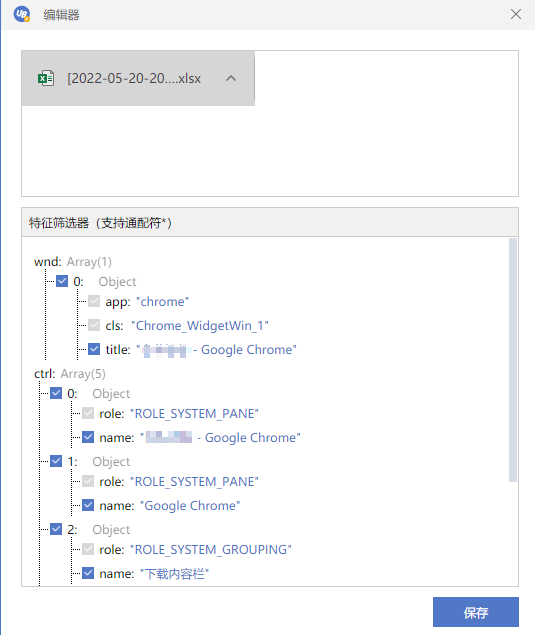 UB
编辑器
[2022-05-20-20....xlsx
特征筛选器（支持通配符*）
wnd: Array(1)
0: Object
app: "chrome"
cls: "Chrome_WidgetWin_1"
title: " - Google Chrome"
ctrl: Array(5)
0: Object
role: "ROLE_SYSTEM_PANE"
name: " - Google Chrome"
1: Object
role: "ROLE_SYSTEM_PANE"
name: "Google Chrome"
2: Object
role: "ROLE_SYSTEM_GROUPING"
name: "下载内容栏"
保存